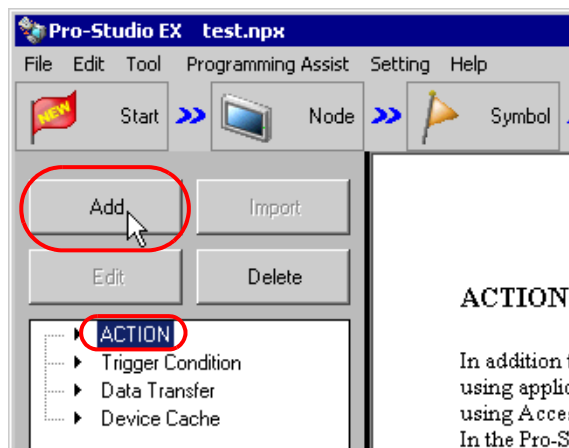 Pro-Studio EX test.npx
File Edit Tool Programming Assist Setting Help
NEW Start Node Symbol
Add Import
Edit Delete
ACTION
Trigger Condition
Data Transfer
Device Cache
ACTION
In addition
using applic
using Acces
In the Pro-S